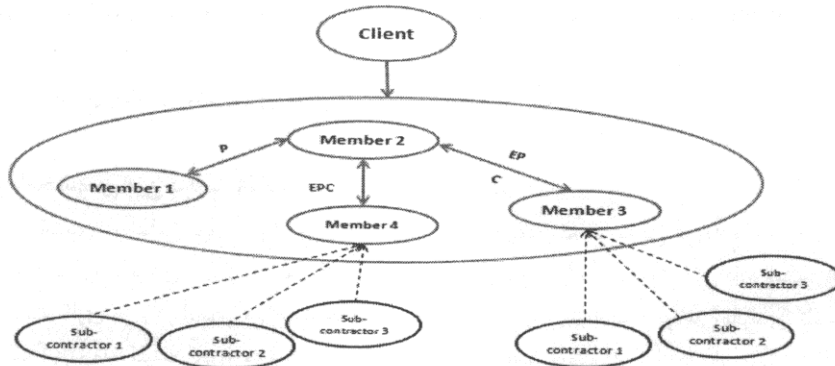 Client
Member 2
P
EP
Member 1
EPC
C
Member 4
Member 3
Sub-
contractor 3
Sub-
contractor 3
Sub-
contractor 1
Sub-
contractor 2
Sub-
contractor 1
Sub-
contractor 2